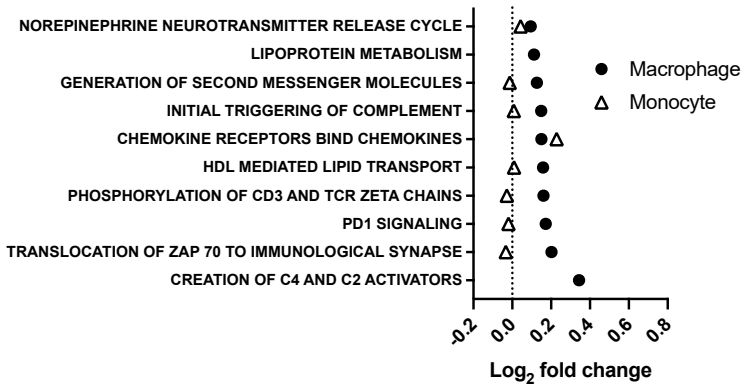 NOREPINEPHRINE NEUROTRANSMITTER RELEASE CYCLE
LIPOPROTEIN METABOLISM
GENERATION OF SECOND MESSENGER MOLECULES
INITIAL TRIGGERING OF COMPLEMENT
CHEMOKINE RECEPTORS BIND CHEMOKINES
HDL MEDIATED LIPID TRANSPORT
PHOSPHORYLATION OF CD3 AND TCR ZETA CHAINS
PD1 SIGNALING
TRANSLOCATION OF ZAP 70 TO IMMUNOLOGICAL SYNAPSE
CREATION OF C4 AND C2 ACTIVATORS
Macrophage
Monocyte
-0.2 0.0 0.2 0.4 0.6 0.8
Log2 fold change